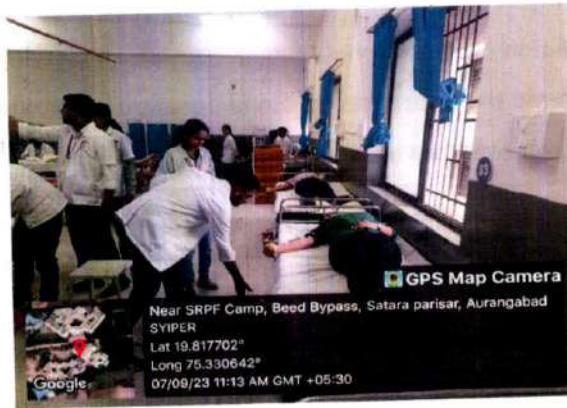 33
GPS Map Camera
Near SRPF Camp, Beed Bypass, Satara parisar, Aurangabad
SYIPER
Lat 19.817702°
Long 75.330642°
07/09/23 11:13 AM GMT +05:30
Google